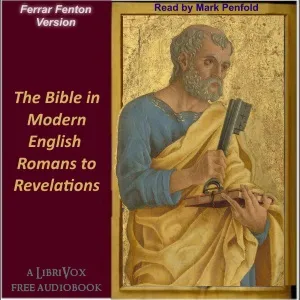 Ferrar Fenton
Version
Read by Mark Penfold
The Bible in
Modern
English
Romans to
Revelations
a LibriVox
Free Audiobook